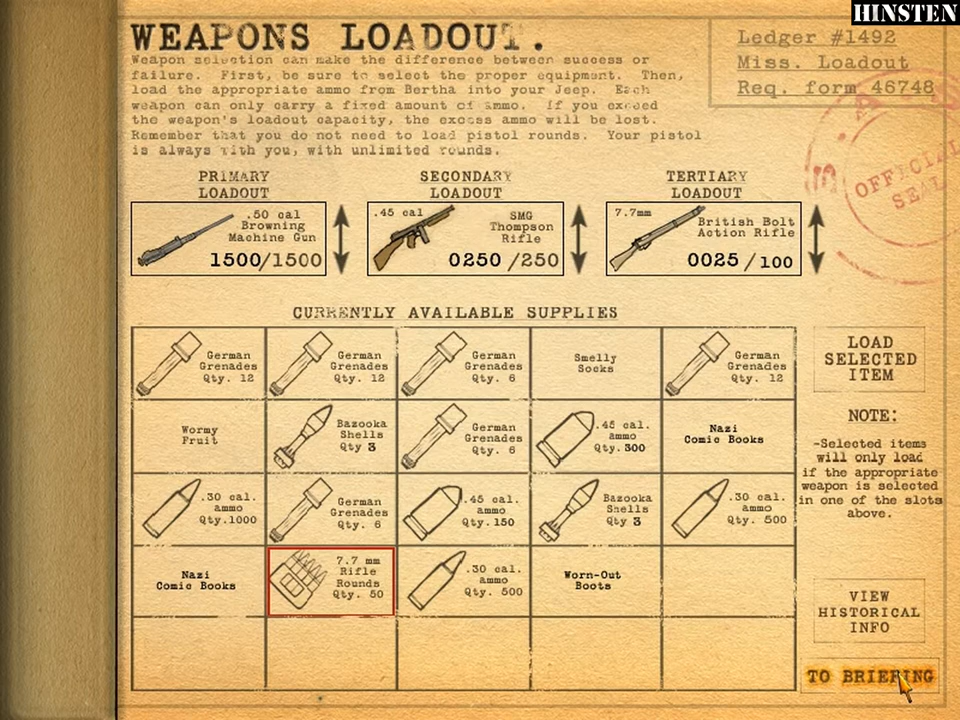 HINSTEN
WEAPONS LOADOUT.
Weapon selection can make the difference between success or
failure. First, be sure to select the proper equipment. Then,
load the appropriate ammo from Bertha into your Jeep. Each
weapon can only carry a fixed amount of ammo. If you exceed
the weapon's loadout capacity, the excess ammo will be lost.
Remember that you do not need to load pistol rounds. Your pistol
is always with you, with unlimited rounds.
Ledger #1492
Miss. Loadout
Req. form 46748
OFFICIAL
SEAL
PRIMARY
LOADOUT
.50 cal
Browning
Machine Gun
1500/1500
SECONDARY
LOADOUT
.45 cal
SMG
Thompson
Rifle
0250 /250
TERTIARY
LOADOUT
7.7mm
British Bolt
Action Rifle
0025 /100
CURRENTLY AVAILABLE SUPPLIES
German
Grenades
Qty. 12
German
Grenades
Qty. 12
German
Grenades
Qty. 6
Smelly
Socks
German
Grenades
Qty. 12
Wormy
Fruit
Bazooka
Shells
Qty 3
German
Grenades
Qty. 6
.45 cal.
ammo
Qty. 300
Nazi
Comic Books
.30 cal.
ammo
Qty.1000
German
Grenades
Qty. 6
.45 cal.
ammo
Qty. 150
Bazooka
Shells
Qty 3
.30 cal.
ammo
Qty. 500
Nazi
Comic Books
7.7 mm
Rifle
Rounds
Qty. 50
.30 cal.
ammo
Qty. 500
Worn-Out
Boots
LOAD
SELECTED
ITEM
NOTE:
-Selected items
will only load
if the appropriate
weapon is selected
in one of the slots
above.
VIEW
HISTORICAL
INFO
TO BRIEFING